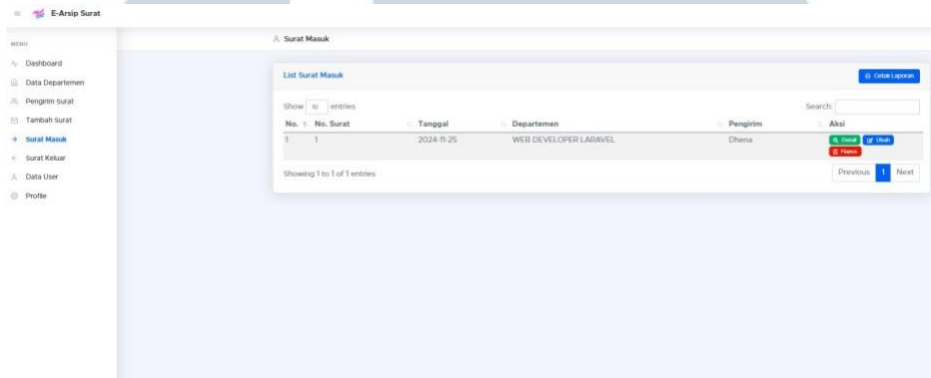 E-Arsip Surat
MENU
Dashboard
Data Departemen
Pengirim Surat
Tambah Surat
Surat Masuk
Surat Keluar
Data User
Profile
Surat Masuk
List Surat Masuk
Cetak Laporan
Show 10 entries
Search:
No. No. Surat Tanggal Departemen Pengirim Aksi
1 1 2024-11-25 WEB DEVELOPER LARAVEL Dhena Detail Ubah
Hapus
Showing 1 to 1 of 1 entries
Previous 1 Next